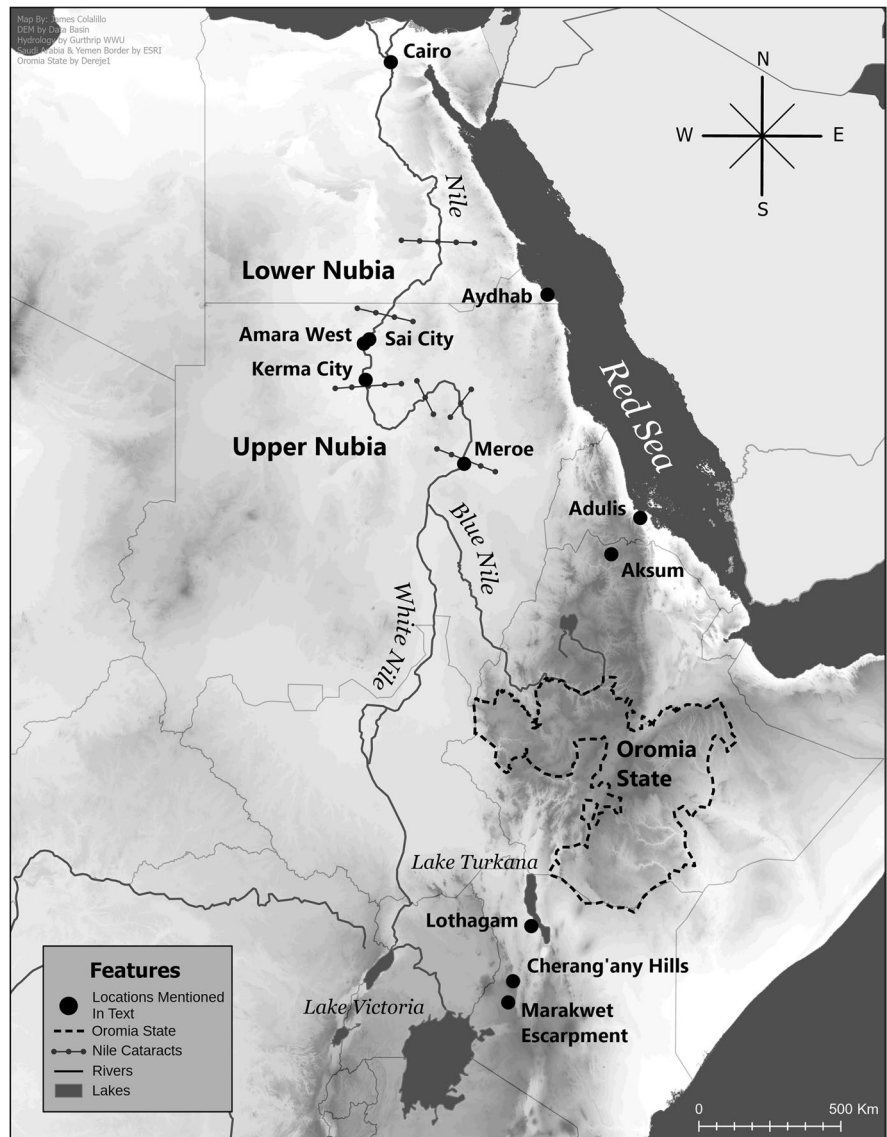 Map By: James Colalillo
DEM by Data Basin
Hydrology by Gurthrip WWU
Saudi Arabia & Yemen Border by ESRI
Oromia State by Dereje1
Cairo
N
W
E
S
Nile
Lower Nubia
Aydhab
Amara West
Sai City
Kerma City
Red Sea
Upper Nubia
Meroe
Adulis
Blue Nile
Aksum
White Nile
Oromia
State
Lake Turkana
Lothagam
Cherang'any Hills
Lake Victoria
Marakwet
Escarpment
Features
Locations Mentioned
In Text
Oromia State
Nile Cataracts
Rivers
Lakes
0
500 Km